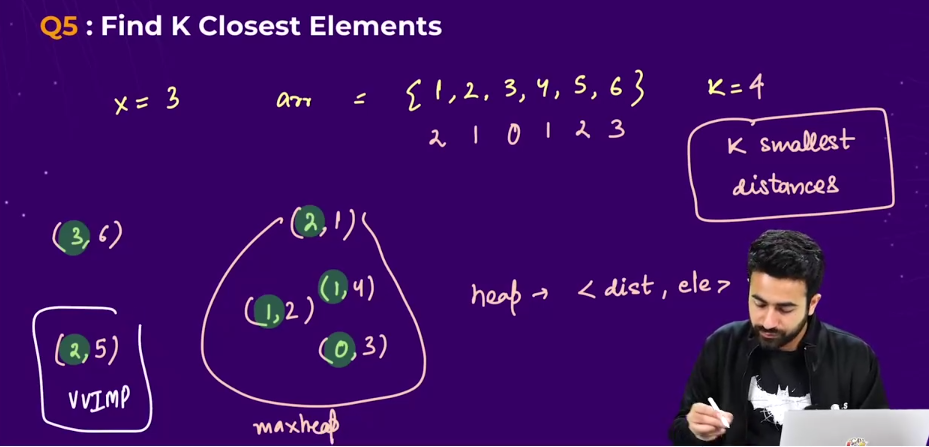 Q5 : Find K Closest Elements
x = 3 arr = {1, 2, 3, 4, 5, 6} K = 4
2 1 0 1 2 3
K smallest
distances
(3, 6)
(2, 1)
(1, 2) (1, 4)
(0, 3)
heap → < dist, ele >
(2, 5)
VVIMP
maxheap